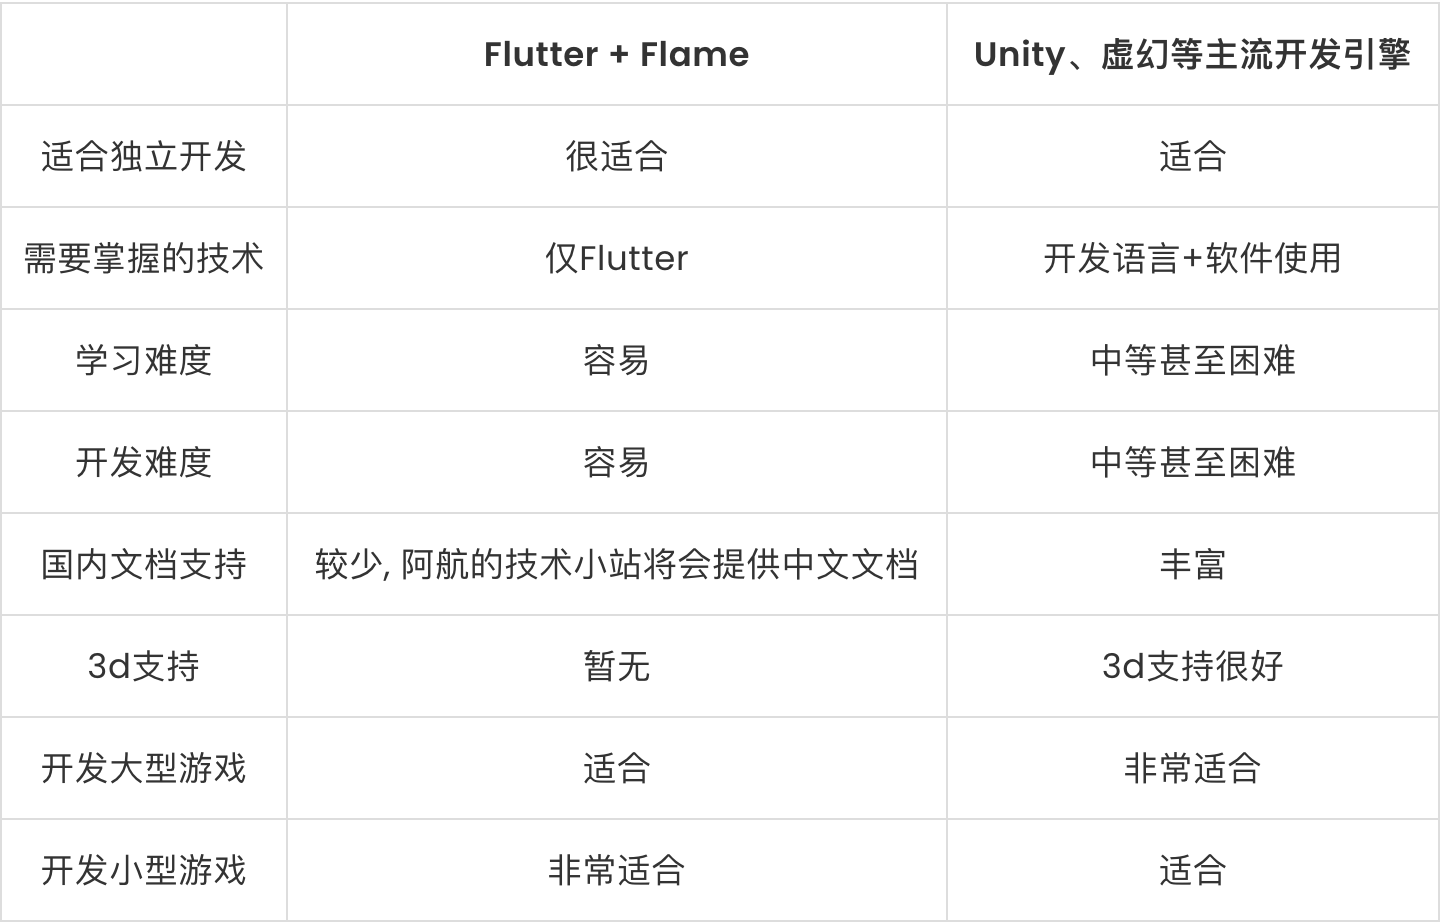 Flutter + Flame Unity、虚幻等主流开发引擎
适合独立开发 很适合 适合
需要掌握的技术 仅Flutter 开发语言+软件使用
学习难度 容易 中等甚至困难
开发难度 容易 中等甚至困难
国内文档支持 较少, 阿航的技术小站将会提供中文文档 丰富
3d支持 暂无 3d支持很好
开发大型游戏 适合 非常适合
开发小型游戏 非常适合 适合